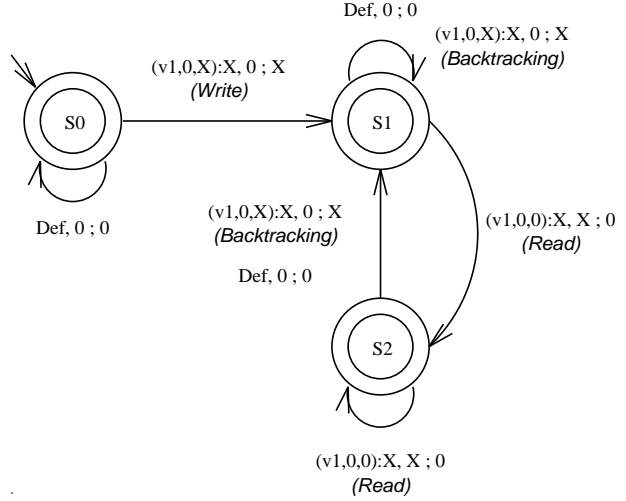 Def, 0 ; 0
(v1,0,X):X, 0 ; X
(Backtracking)
(v1,0,X):X, 0 ; X
(Write)
S0
S1
Def, 0 ; 0
(v1,0,X):X, 0 ; X
(Backtracking)
(v1,0,0):X, X ; 0
(Read)
Def, 0 ; 0
S2
(v1,0,0):X, X ; 0
(Read)